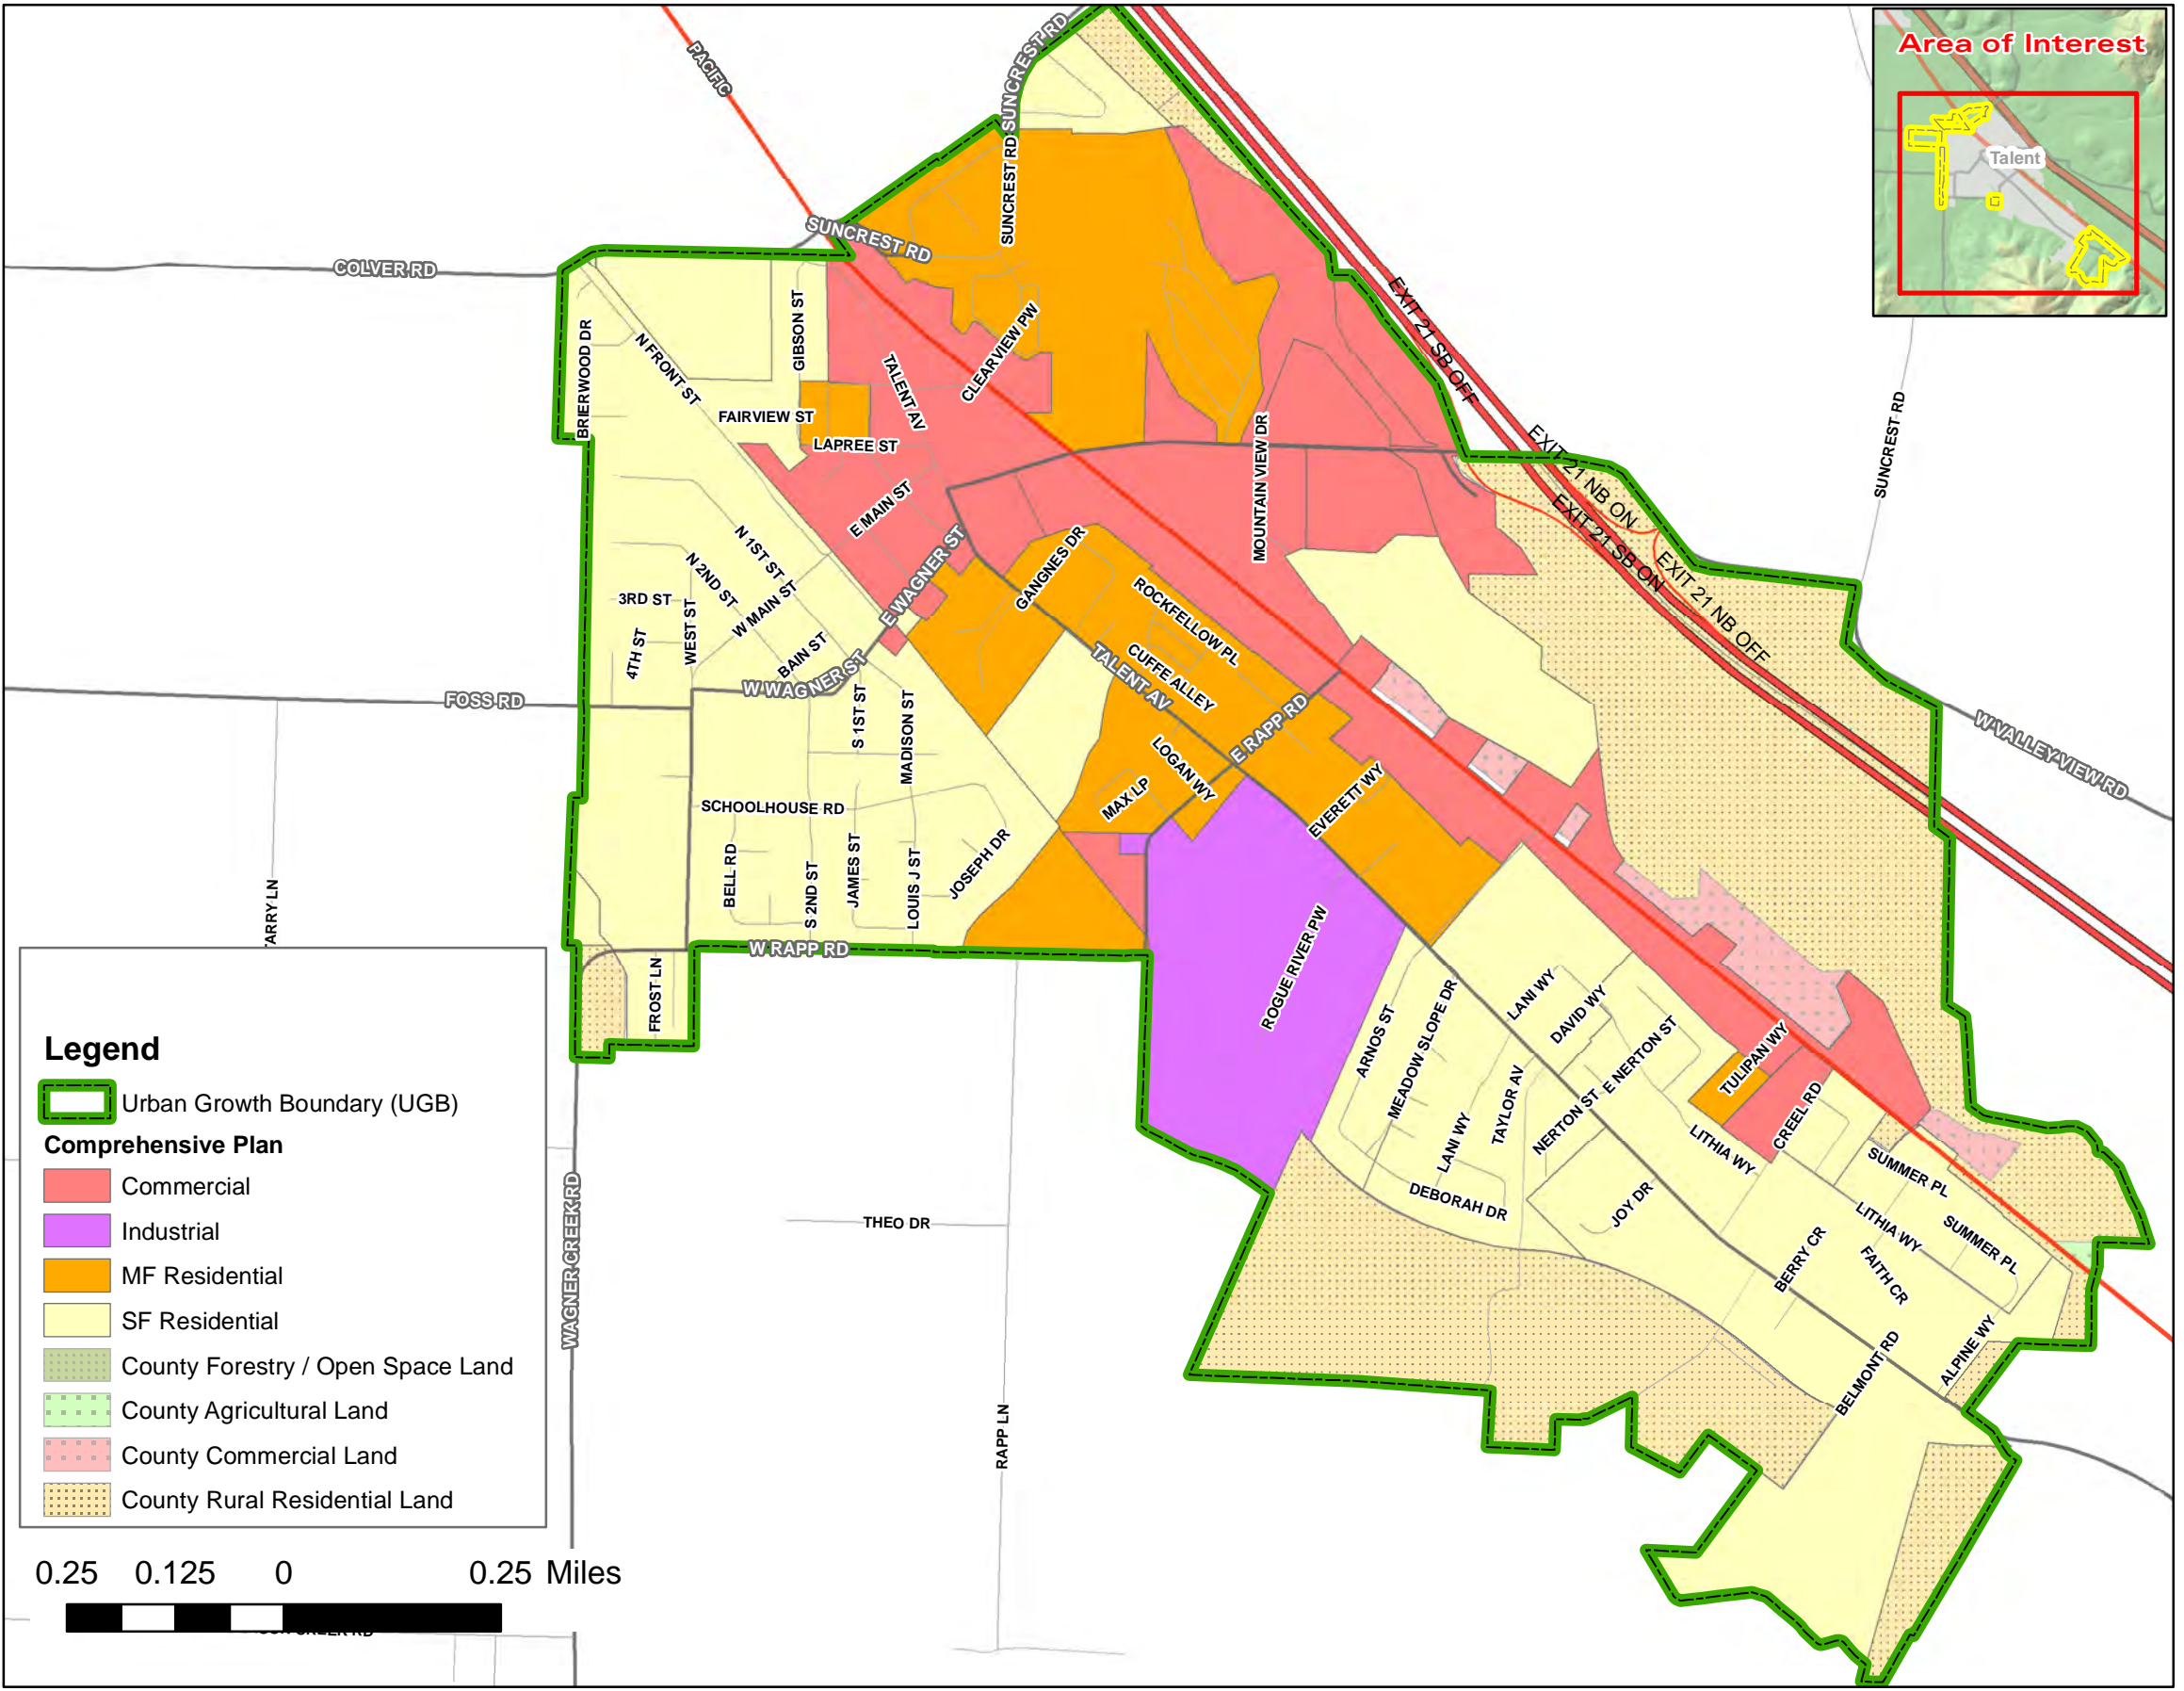 Area of Interest
Talent
PACIFIC
SUNCREST RD
SUNCREST RD
SUNCREST RD
COLVER RD
BRIERWOOD DR
N FRONT ST
GIBSON ST
TALENT AV
CLEARVIEW PW
FAIRVIEW ST
LAPREE ST
E MAIN ST
MOUNTAIN VIEW DR
EXIT 21 SB OFF
EXIT 21 NB ON
EXIT 21 SB ON
EXIT 21 NB OFF
SUNCREST RD
W VALLEY VIEW RD
N 1ST ST
N 2ND ST
3RD ST
4TH ST
WEST ST
W MAIN ST
BAIN ST
E WAGNER ST
W WAGNER ST
GANGNES DR
ROCKFELLOW PL
CUFFE ALLEY
TALENT AV
E RAPP RD
LOGAN WY
MAX LP
EVERETT WY
FOSS RD
S 1ST ST
MADISON ST
SCHOOLHOUSE RD
BELL RD
S 2ND ST
JAMES ST
LOUIS J ST
JOSEPH DR
W RAPP RD
FROST LN
ARRY LN
ROGUE RIVER PW
ARNOS ST
MEADOW SLOPE DR
LANI WY
DAVID WY
E NERTON ST
NERTON ST
TAYLOR AV
LANI WY
DEBORAH DR
JOY DR
TULIPAN WY
CREEL RD
LITHIA WY
SUMMER PL
LITHIA WY
SUMMER PL
FAITH CR
BERRY CR
ALPINE WY
BELMONT RD
THEO DR
RAPP LN
WAGNER CREEK RD
Legend
Urban Growth Boundary (UGB)
Comprehensive Plan
Commercial
Industrial
MF Residential
SF Residential
County Forestry / Open Space Land
County Agricultural Land
County Commercial Land
County Rural Residential Land
0.25 0.125 0 0.25 Miles
CREEK RD